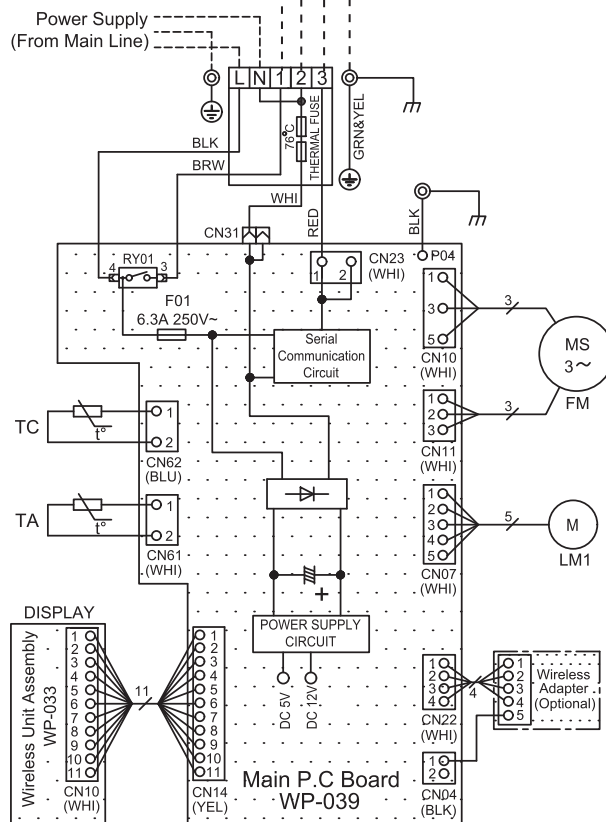 Power Supply
(From Main Line)
L N 1 2 3
76°C
THERMAL FUSE
GRN&YEL
BLK
BRW
WHI
RED
BLK
CN31
P04
RY01
4 3
CN23
(WHI)
1 2
F01
6.3A 250V~
Serial
Communication
Circuit
1
3
5
CN10
(WHI)
3
MS
3~
FM
TC
t°
1
2
CN62
(BLU)
1
2
3
CN11
(WHI)
3
TA
t°
1
2
CN61
(WHI)
1
2
3
4
5
CN07
(WHI)
5
M
LM1
+
POWER SUPPLY
CIRCUIT
DC 5V
DC 12V
DISPLAY
Wireless Unit Assembly
WP-033
1
2
3
4
5
6
7
8
9
10
11
CN10
(WHI)
11
1
2
3
4
5
6
7
8
9
10
11
CN14
(YEL)
Main P.C Board
WP-039
1
2
3
4
CN22
(WHI)
4
1
2
3
4
5
Wireless
Adapter
(Optional)
1
2
CN04
(BLK)